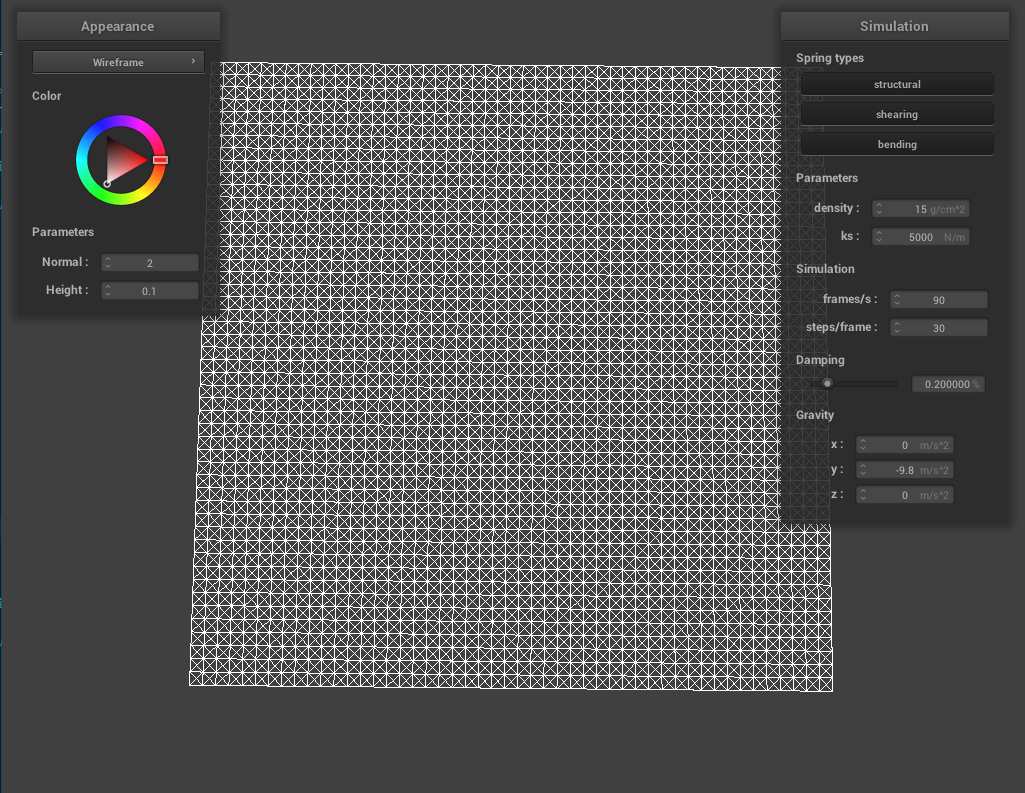 Appearance
Wireframe
Color
Parameters
Normal : 2
Height : 0.1
Simulation
Spring types
structural
shearing
bending
Parameters
density : 15 g/cm^2
ks : 5000 N/m
Simulation
frames/s : 90
steps/frame : 30
Damping
0.200000 %
Gravity
x : 0 m/s^2
y : -9.8 m/s^2
z : 0 m/s^2